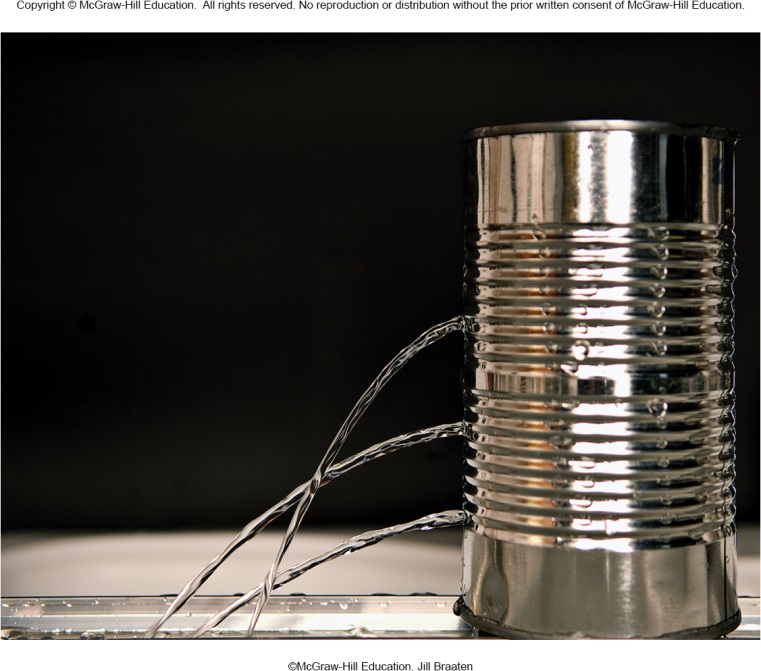 Copyright © McGraw-Hill Education.  All rights reserved. No reproduction or distribution without the prior written consent of McGraw-Hill Education.
©McGraw-Hill Education. Jill Braaten